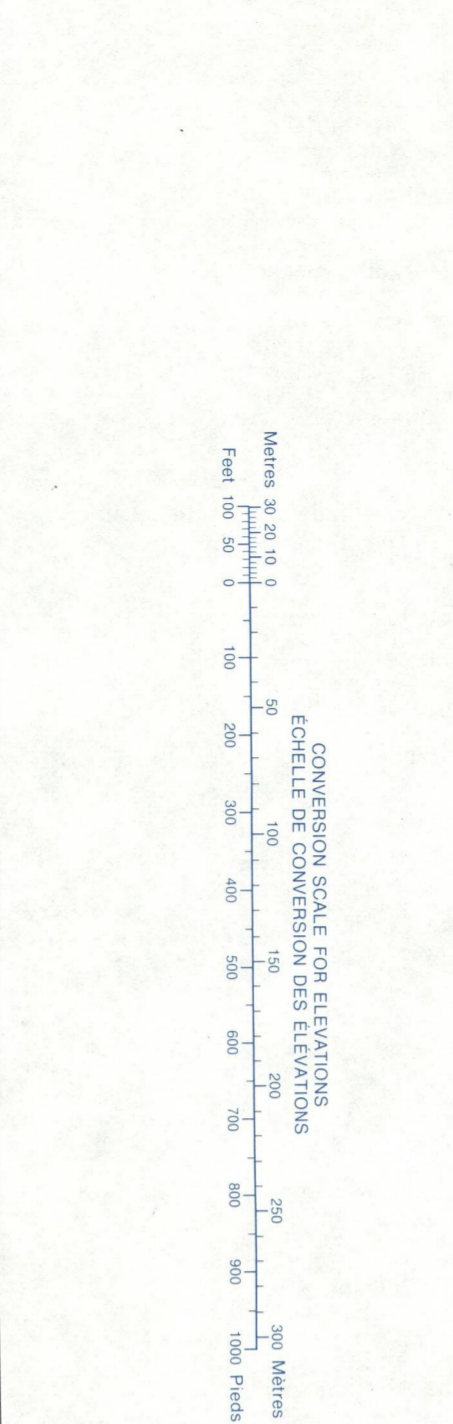 CONVERSION SCALE FOR ELEVATIONS
ÉCHELLE DE CONVERSION DES ÉLÉVATIONS
Metres 30 20 10 0 50 100 150 200 250 300 Mètres
Feet 100 50 0 100 200 300 400 500 600 700 800 900 1000 Pieds